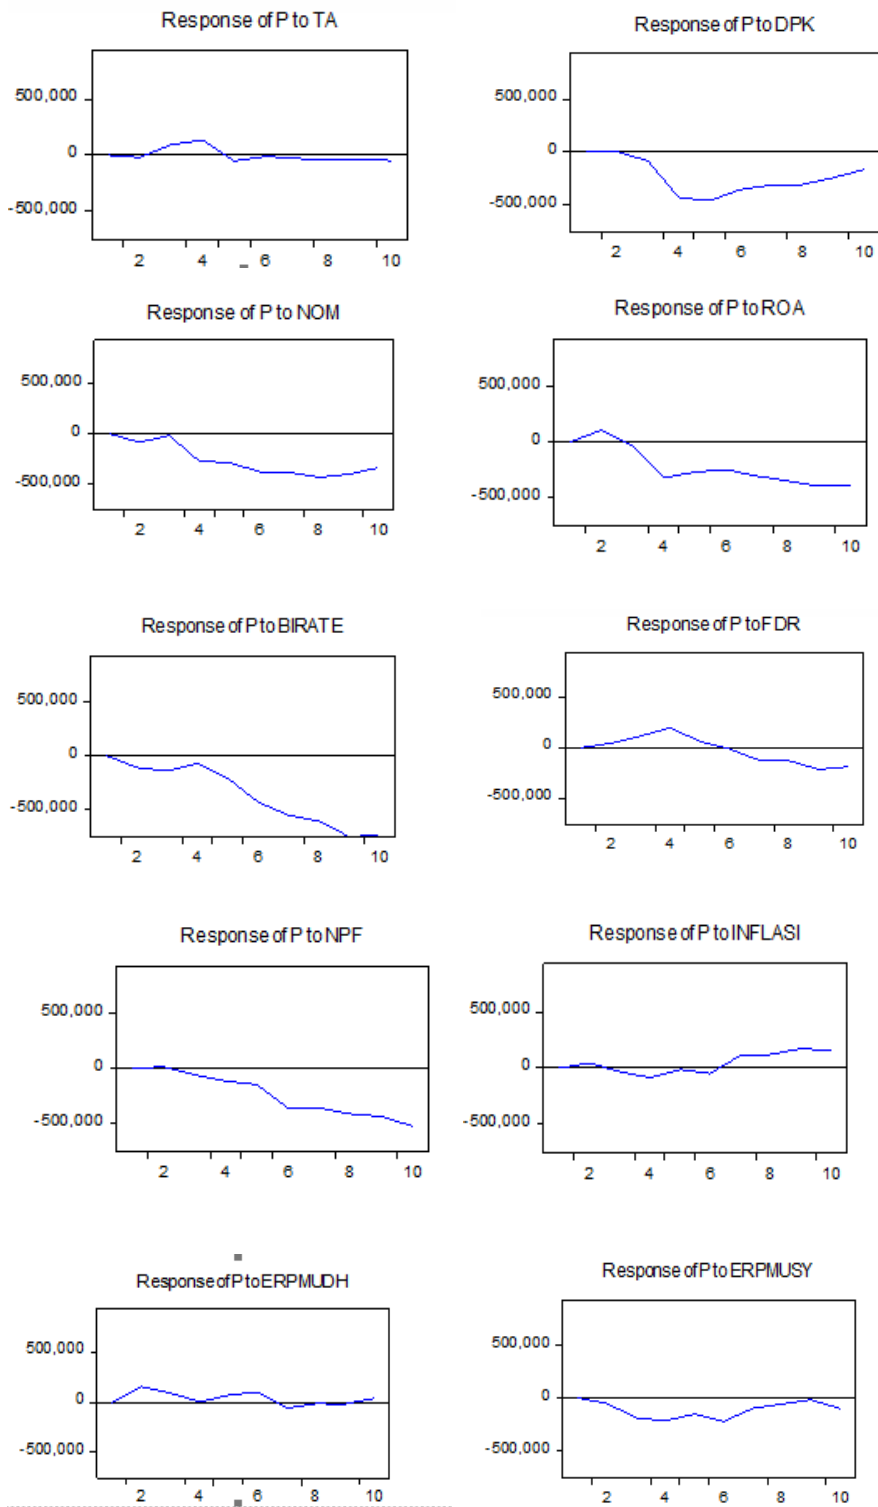 Response of P to TA
500,000
0
-500,000
2 4 6 8 10
Response of P to DPK
500,000
0
-500,000
2 4 6 8 10
Response of P to NOM
500,000
0
-500,000
2 4 6 8 10
Response of P to ROA
500,000
0
-500,000
2 4 6 8 10
Response of P to BIRATE
500,000
0
-500,000
2 4 6 8 10
Response of P to FDR
500,000
0
-500,000
2 4 6 8 10
Response of P to NPF
500,000
0
-500,000
2 4 6 8 10
Response of P to INFLASI
500,000
0
-500,000
2 4 6 8 10
Response of P to ERPMUDH
500,000
0
-500,000
2 4 6 8 10
Response of P to ERPMUSY
500,000
0
-500,000
2 4 6 8 10